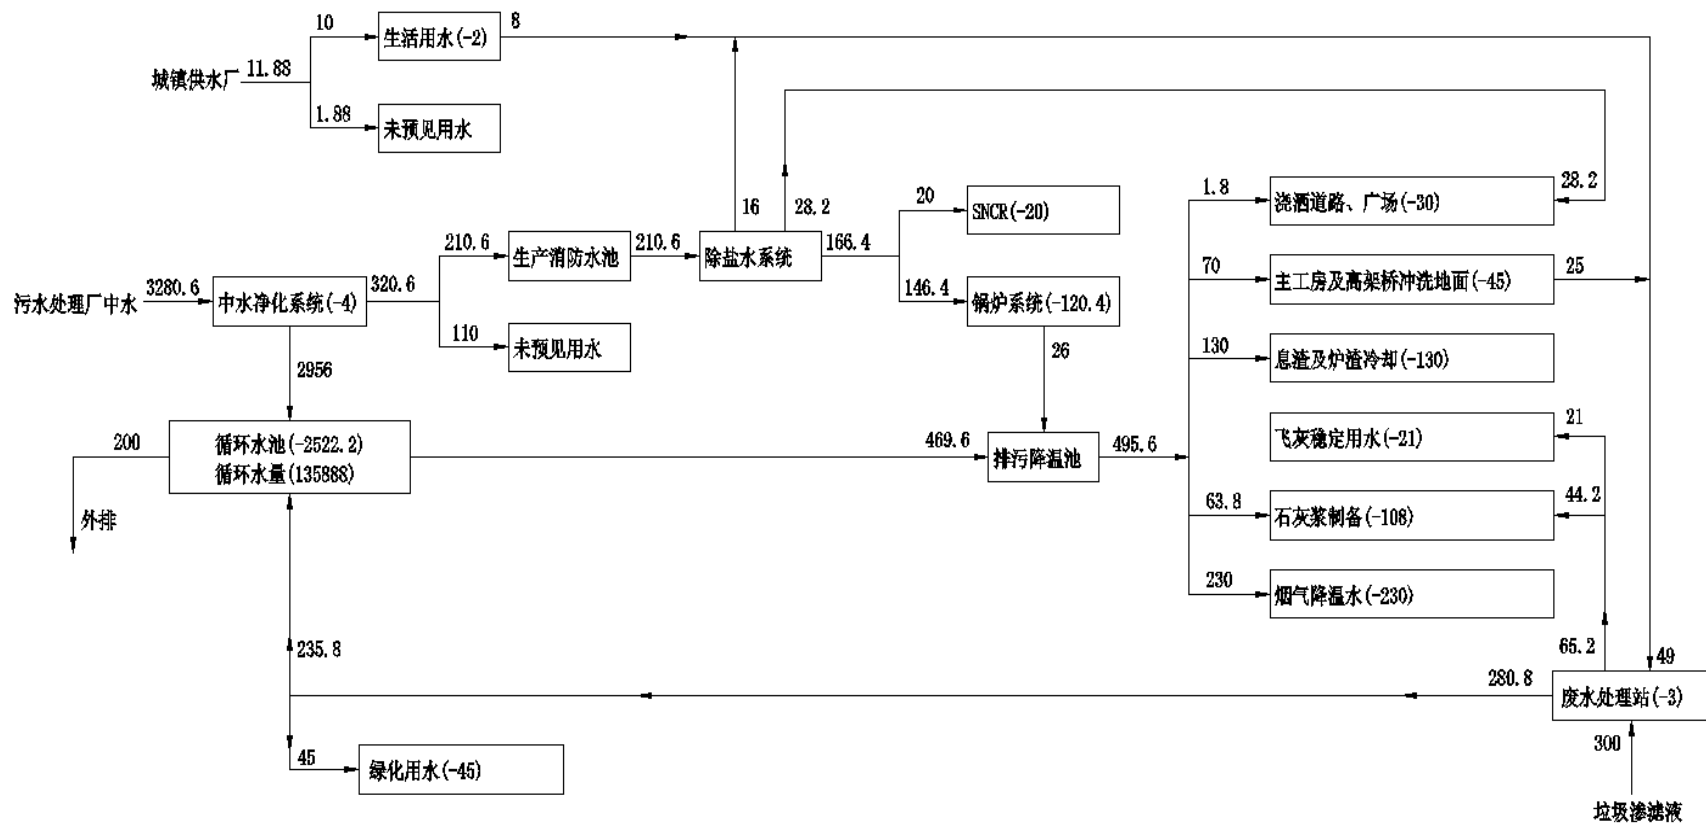 10
生活用水(-2)
8
城镇供水厂
11.88
1.88
未预见用水
16
28.2
20
SNCR(-20)
1.8
浇洒道路、广场(-30)
28.2
210.6
生产消防水池
210.6
除盐水系统
166.4
污水处理厂中水
3280.6
中水净化系统(-4)
320.6
146.4
锅炉系统(-120.4)
70
主工房及高架桥冲洗地面(-45)
25
110
未预见用水
26
130
息渣及炉渣冷却(-130)
2956
200
循环水池(-2522.2)
循环水量(135888)
469.6
排污降温池
495.6
飞灰稳定用水(-21)
21
外排
63.8
石灰浆制备(-108)
44.2
230
烟气降温水(-230)
235.8
65.2
49
280.8
废水处理站(-3)
45
绿化用水(-45)
300
垃圾渗滤液